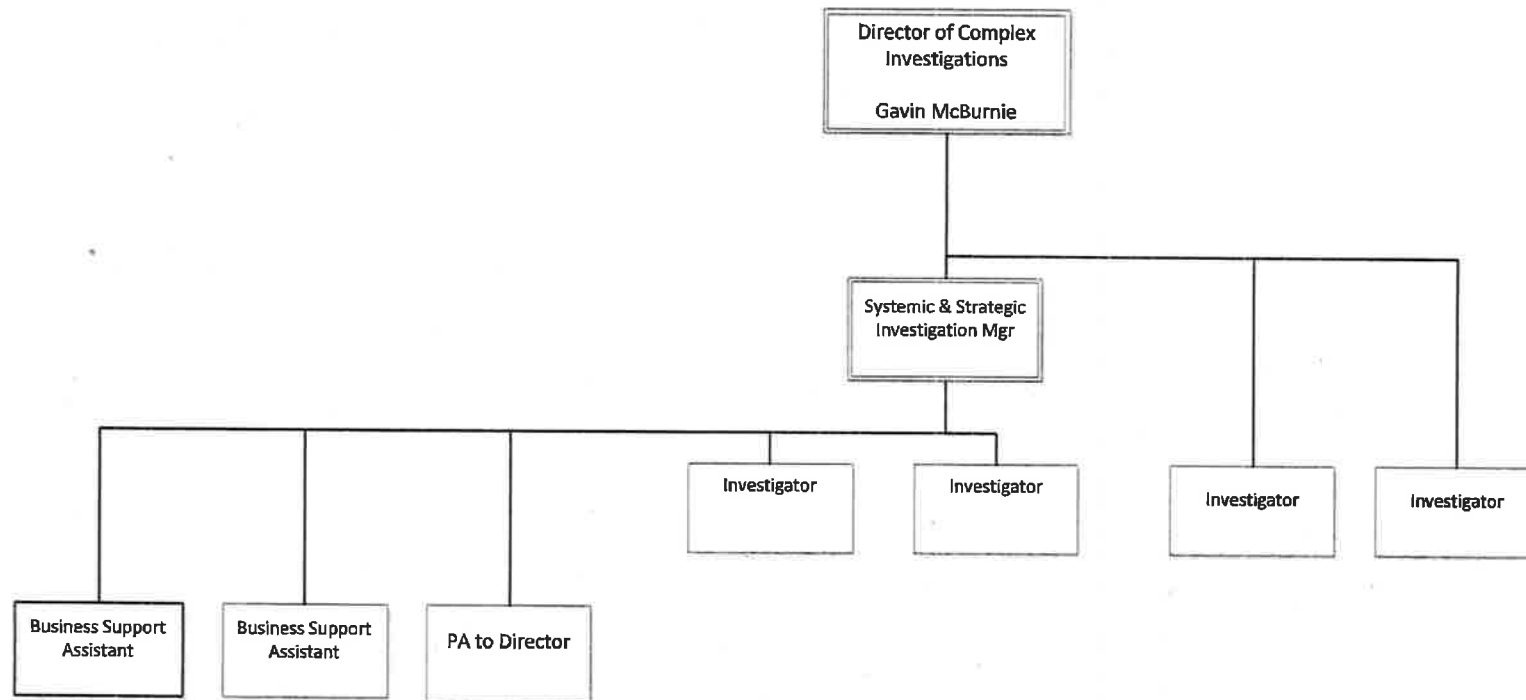 Director of Complex
Investigations
Gavin McBurnie
Systemic & Strategic
Investigation Mgr
Investigator
Investigator
Investigator
Investigator
Business Support
Assistant
Business Support
Assistant
PA to Director